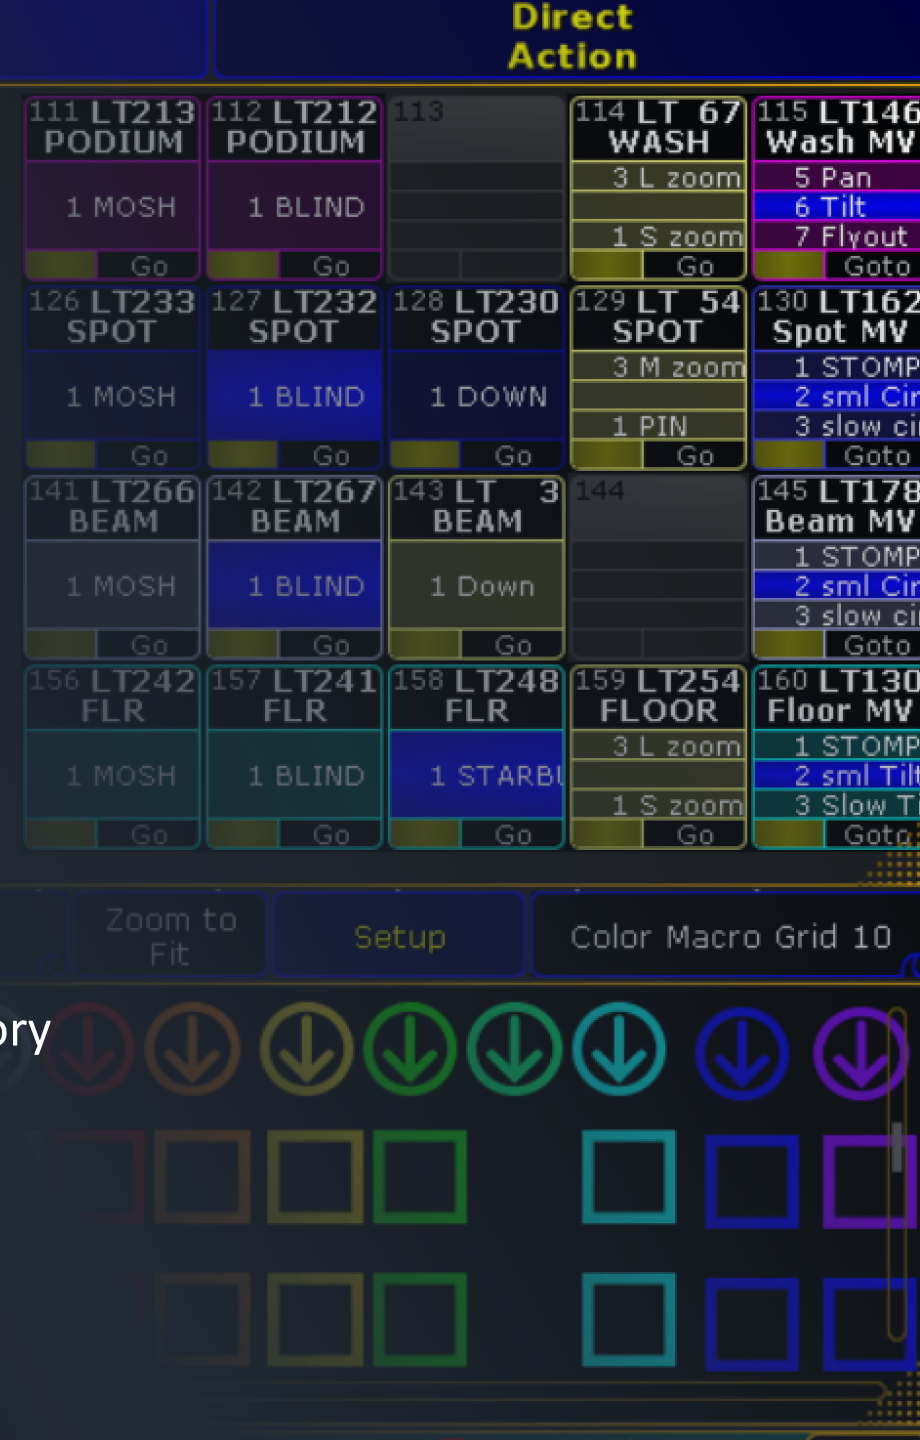 Direct
Action
111 LT213 112 LT212 113 114 LT 67 115 LT146
PODIUM PODIUM WASH Wash MV
3 L zoom 5 Pan
1 MOSH 1 BLIND 6 Tilt
1 S zoom 7 Flyout
Go Go Go Goto
126 LT233 127 LT232 128 LT230 129 LT 54 130 LT162
SPOT SPOT SPOT SPOT Spot MV
3 M zoom 1 STOMP
1 MOSH 1 BLIND 1 DOWN 2 sml Cir
1 PIN 3 slow ci
Go Go Go Go Goto
141 LT266 142 LT267 143 LT 3 144 145 LT178
BEAM BEAM BEAM Beam MV
1 STOMP
1 MOSH 1 BLIND 1 Down 2 sml Cir
3 slow ci
Go Go Go Goto
156 LT242 157 LT241 158 LT248 159 LT254 160 LT130
FLR FLR FLR FLOOR Floor MV
3 L zoom 1 STOMP
1 MOSH 1 BLIND 1 STARBU 2 sml Tilt
1 S zoom 3 Slow Ti
Go Go Go Go Goto
Zoom to
Fit Setup Color Macro Grid 10
ory